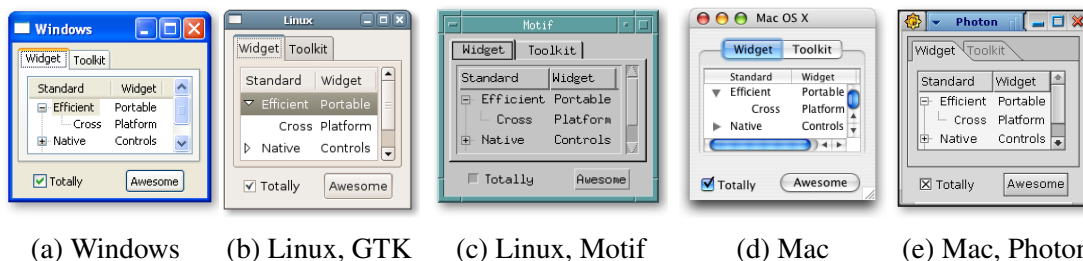 Windows
Widget Toolkit
Standard Widget
Efficient Portable
Cross Platform
Native Controls
Totally Awesome
Linux
Widget Toolkit
Standard Widget
Efficient Portable
Cross Platform
Native Controls
Totally Awesome
Motif
Widget Toolkit
Standard Widget
Efficient Portable
Cross Platform
Native Controls
Totally Awesome
Mac OS X
Widget Toolkit
Standard Widget
Efficient Portable
Cross Platform
Native Controls
Totally Awesome
Photon
Widget Toolkit
Standard Widget
Efficient Portable
Cross Platform
Native Controls
Totally Awesome
(a) Windows (b) Linux, GTK (c) Linux, Motif (d) Mac (e) Mac, Photon